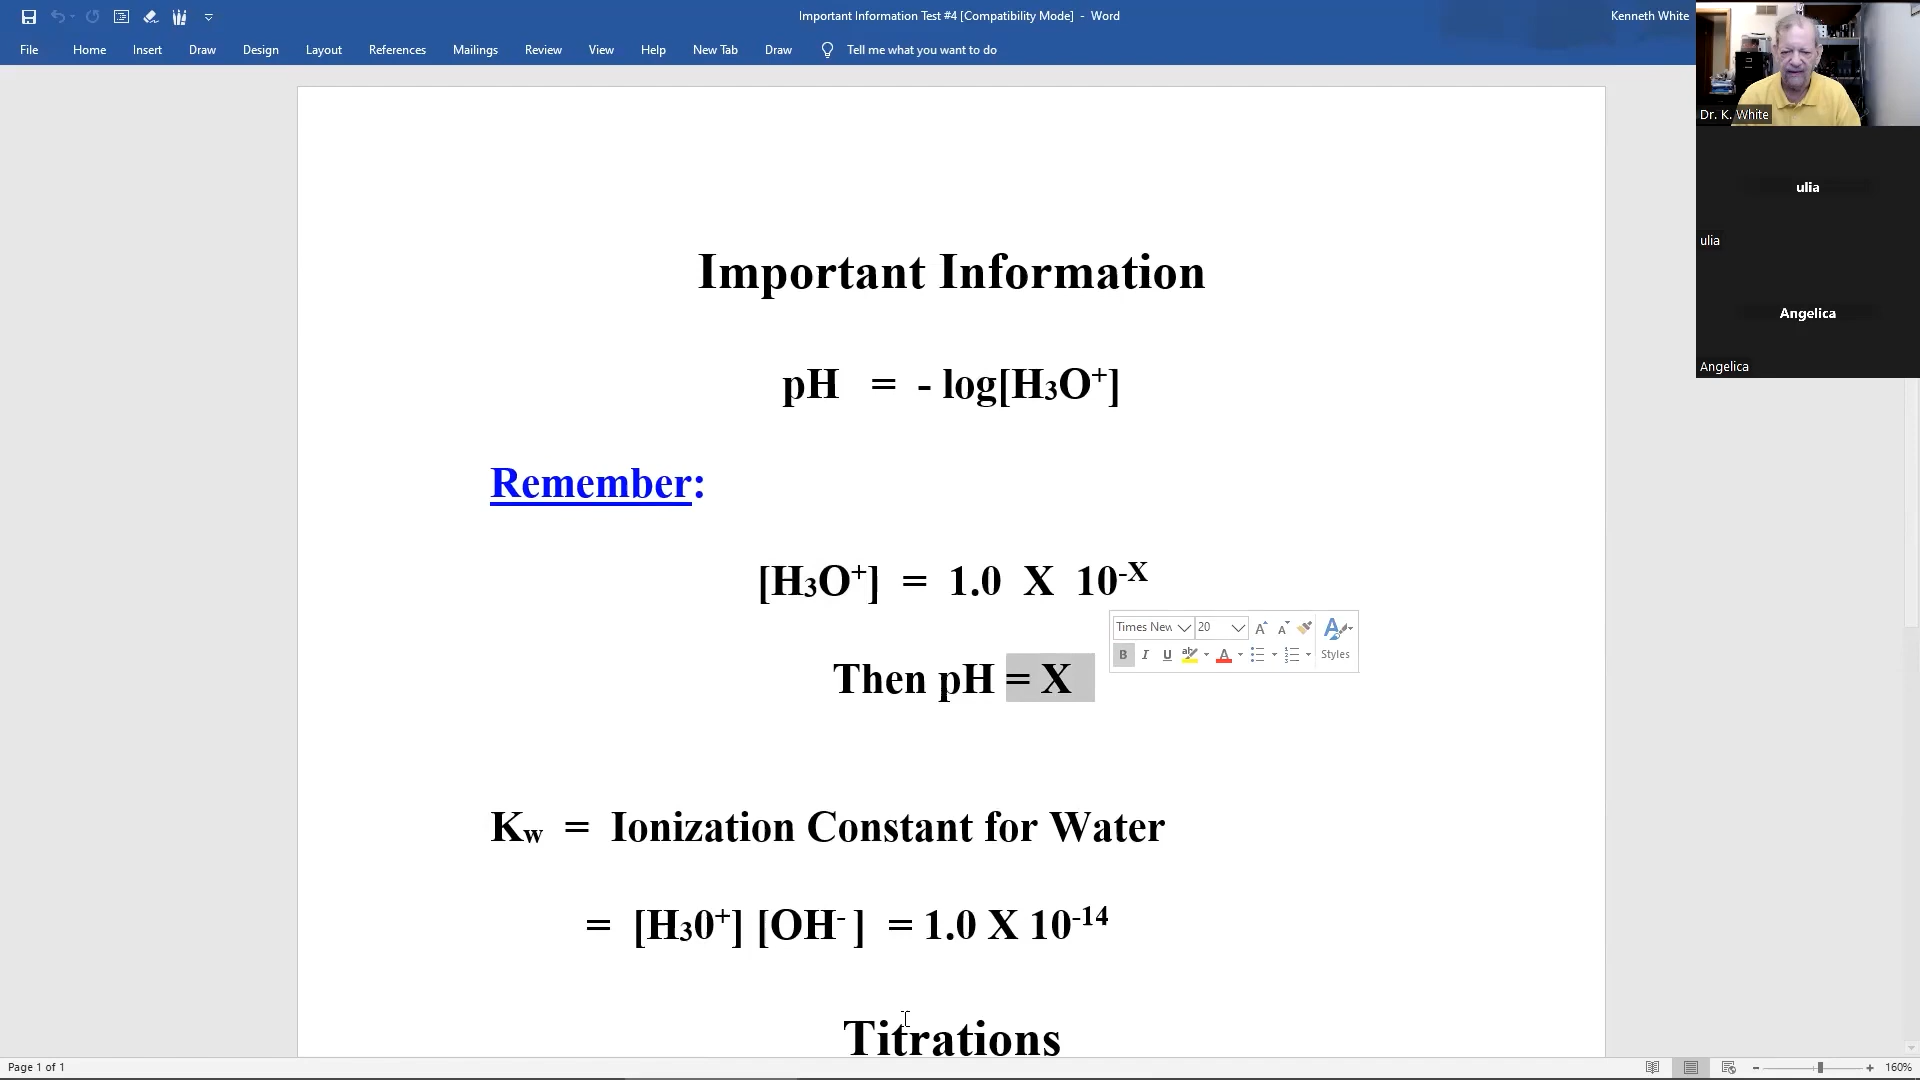 Important Information Test #4 [Compatibility Mode] - Word
Kenneth White
File Home Insert Draw Design Layout References Mailings Review View Help New Tab Draw Tell me what you want to do
Dr. K. White
ulia
ulia
Angelica
Angelica
Important Information
pH = - log[H₃O⁺]
Remember:
[H₃O⁺] = 1.0 X 10⁻ˣ
Times New 20
B I U Styles
Then pH = X
Kw = Ionization Constant for Water
= [H₃0⁺] [OH⁻ ] = 1.0 X 10⁻¹⁴
Titrations
Page 1 of 1
160%